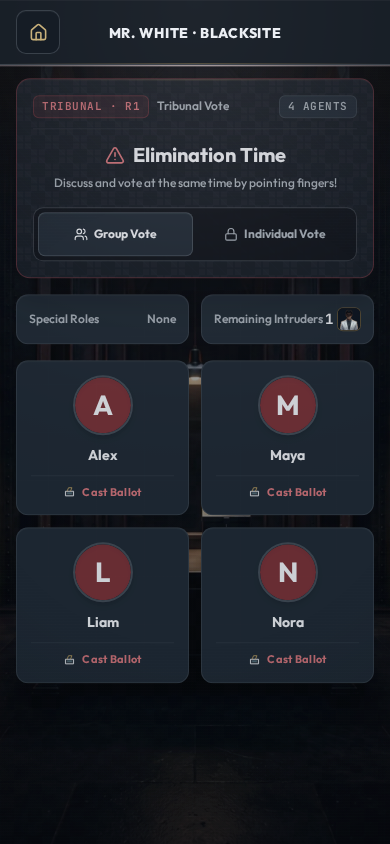 MR. WHITE · BLACKSITE
TRIBUNAL · R1 Tribunal Vote 4 AGENTS
Elimination Time
Discuss and vote at the same time by pointing fingers!
Group Vote Individual Vote
Special Roles None Remaining Intruders 1
A M
Alex Maya
Cast Ballot Cast Ballot
L N
Liam Nora
Cast Ballot Cast Ballot